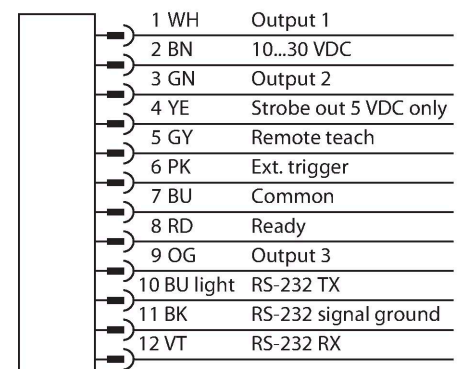 1 WH Output 1
2 BN 10...30 VDC
3 GN Output 2
4 YE Strobe out 5 VDC only
5 GY Remote teach
6 PK Ext. trigger
7 BU Common
8 RD Ready
9 OG Output 3
10 BU light RS-232 TX
11 BK RS-232 signal ground
12 VT RS-232 RX